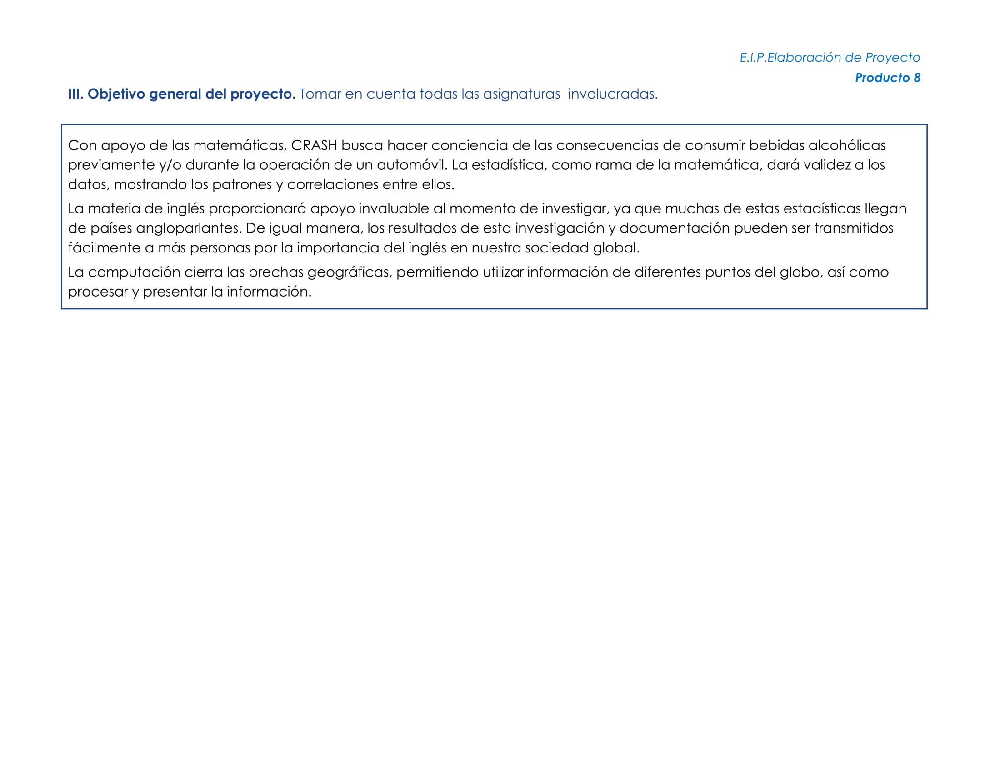 E.I.P.Elaboración de Proyecto
Producto 8
III. Objetivo general del proyecto. Tomar en cuenta todas las asignaturas  involucradas.
Con apoyo de las matemáticas, CRASH busca hacer conciencia de las consecuencias de consumir bebidas alcohólicas
previamente y/o durante la operación de un automóvil. La estadística, como rama de la matemática, dará validez a los
datos, mostrando los patrones y correlaciones entre ellos.
La materia de inglés proporcionará apoyo invaluable al momento de investigar, ya que muchas de estas estadísticas llegan
de países angloparlantes. De igual manera, los resultados de esta investigación y documentación pueden ser transmitidos
fácilmente a más personas por la importancia del inglés en nuestra sociedad global.
La computación cierra las brechas geográficas, permitiendo utilizar información de diferentes puntos del globo, así como
procesar y presentar la información.